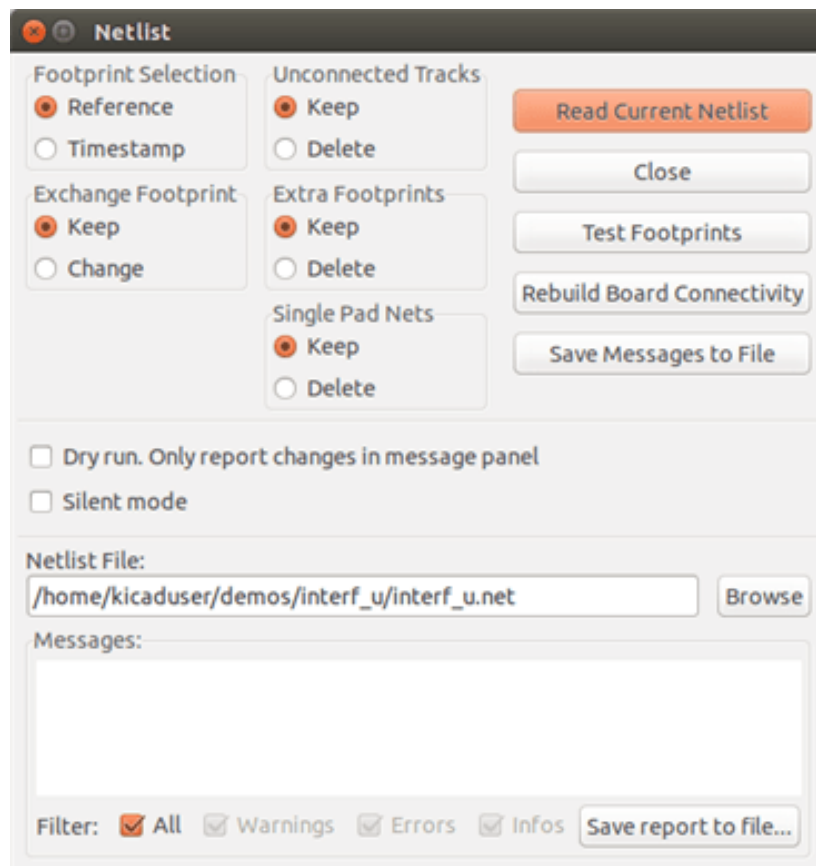 Netlist
Footprint Selection
Reference
Timestamp
Unconnected Tracks
Keep
Delete
Read Current Netlist
Close
Exchange Footprint
Keep
Change
Extra Footprints
Keep
Delete
Test Footprints
Rebuild Board Connectivity
Single Pad Nets
Keep
Delete
Save Messages to File
Dry run. Only report changes in message panel
Silent mode
Netlist File:
/home/kicaduser/demos/interf_u/interf_u.net
Browse
Messages:
Filter: All Warnings Errors Infos Save report to file...